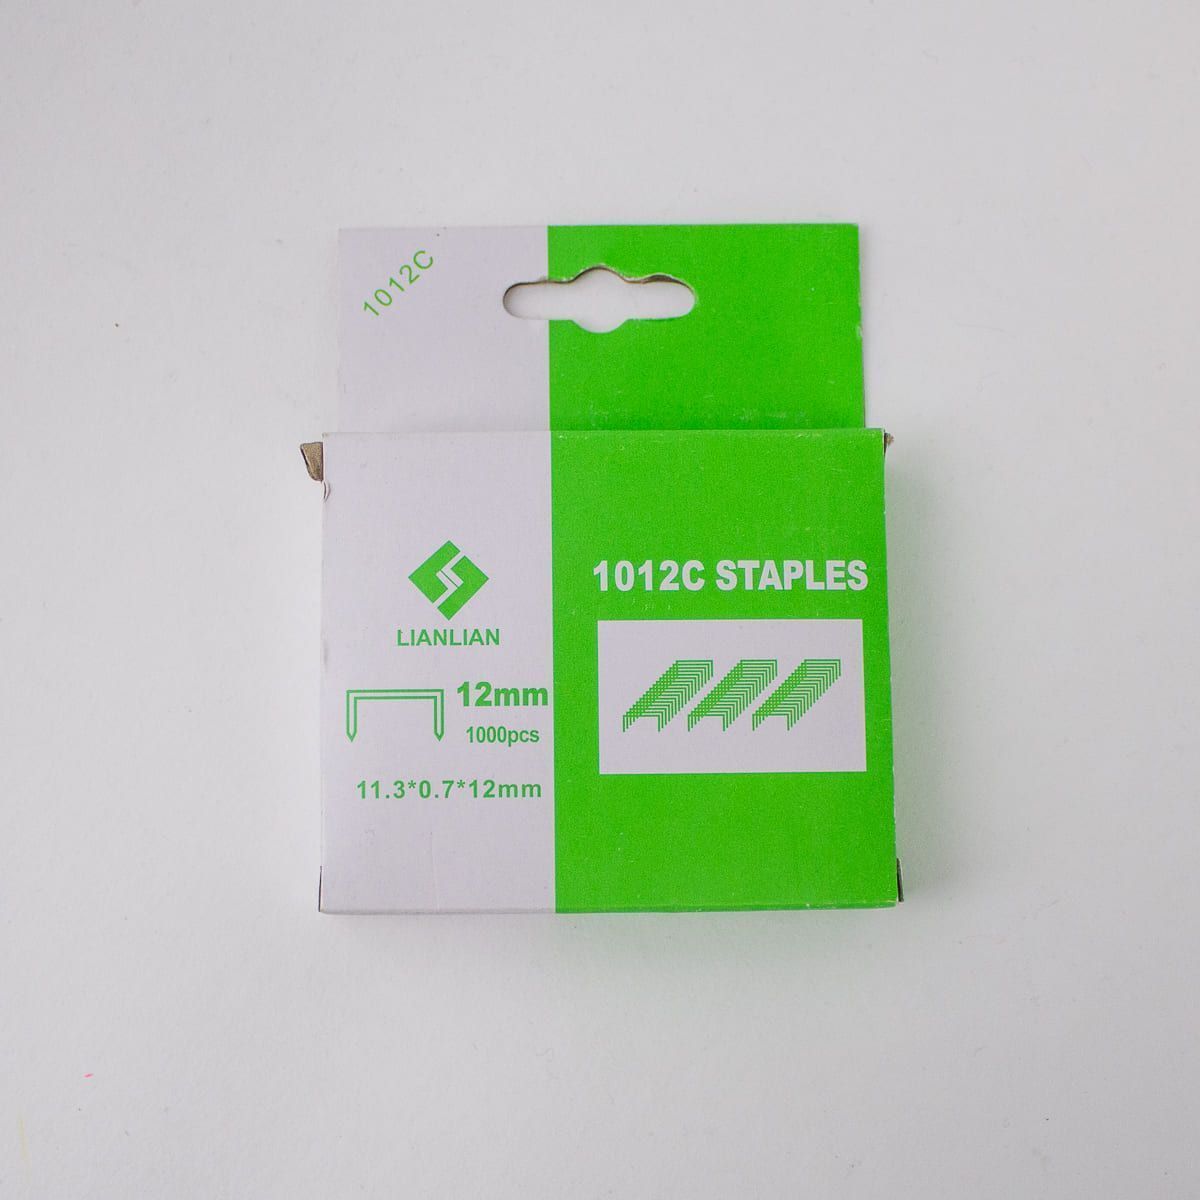 1012C
LIANLIAN
12mm
1000pcs
11.3*0.7*12mm
1012C STAPLES